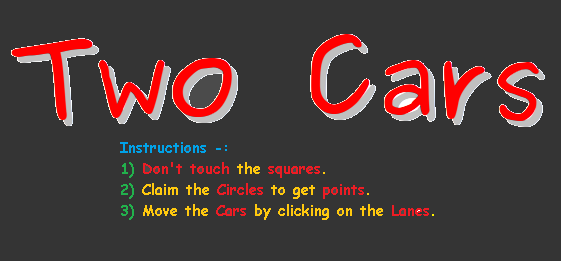 Two Cars
Instructions -:
1) Don't touch the squares.
2) Claim the Circles to get points.
3) Move the Cars by clicking on the Lanes.